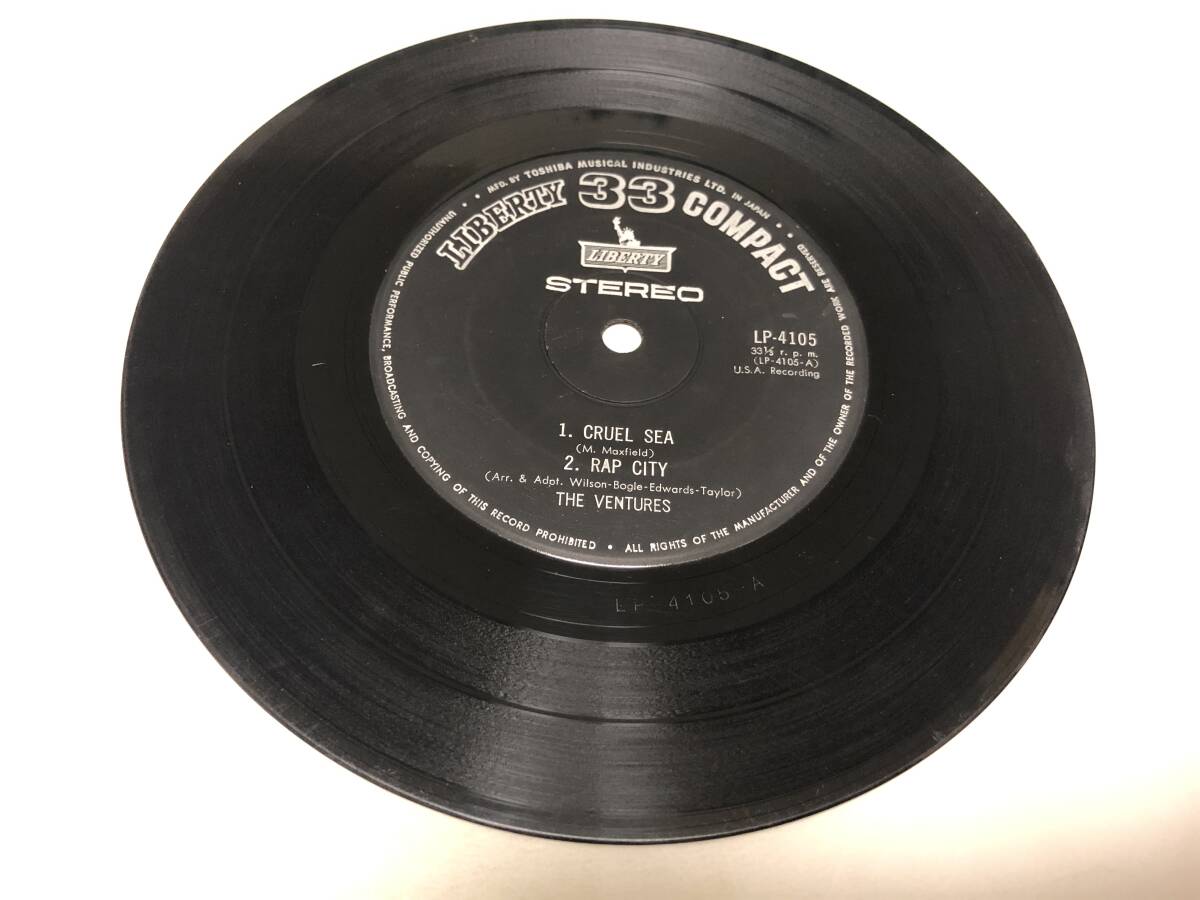 MFD. BY TOSHIBA MUSICAL INDUSTRIES LTD. IN JAPAN
LIBERTY 33 COMPACT
LIBERTY
STEREO
LP-4105
33⅓ r. p. m.
(LP-4105-A)
U.S.A. Recording
1. CRUEL SEA
(M. Maxfield)
2. RAP CITY
(Arr. & Adpt. Wilson-Bogle-Edwards-Taylor)
THE VENTURES
UNAUTHORIZED PUBLIC PERFORMANCE, BROADCASTING AND COPYING OF THIS RECORD PROHIBITED • ALL RIGHTS OF THE MANUFACTURER AND OF THE OWNER OF THE RECORDED WORK ARE RESERVED
LP-4105-A